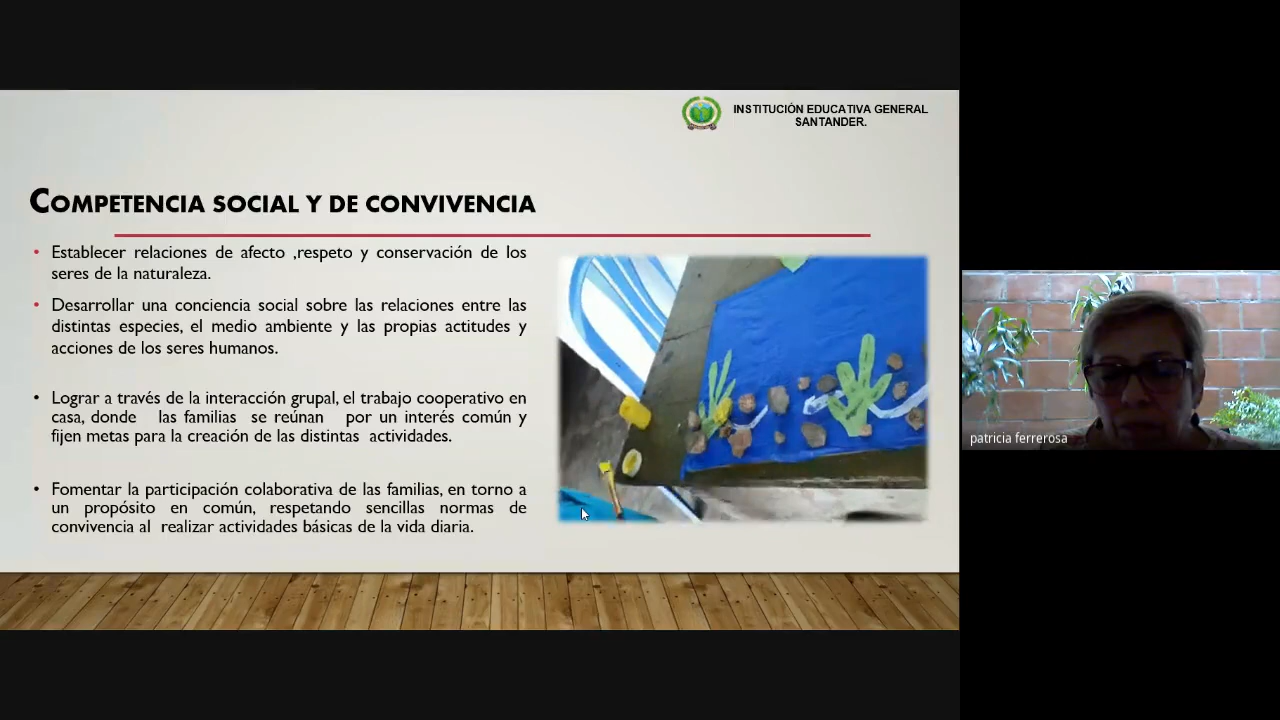 INSTITUCIÓN EDUCATIVA GENERAL
SANTANDER.
COMPETENCIA SOCIAL Y DE CONVIVENCIA
• Establecer relaciones de afecto ,respeto y conservación de los
seres de la naturaleza.
• Desarrollar una conciencia social sobre las relaciones entre las
distintas especies, el medio ambiente y las propias actitudes y
acciones de los seres humanos.
• Lograr a través de la interacción grupal, el trabajo cooperativo en
casa, donde las familias se reúnan por un interés común y
fijen metas para la creación de las distintas actividades.
• Fomentar la participación colaborativa de las familias, en torno a
un propósito en común, respetando sencillas normas de
convivencia al realizar actividades básicas de la vida diaria.
patricia ferrerosa